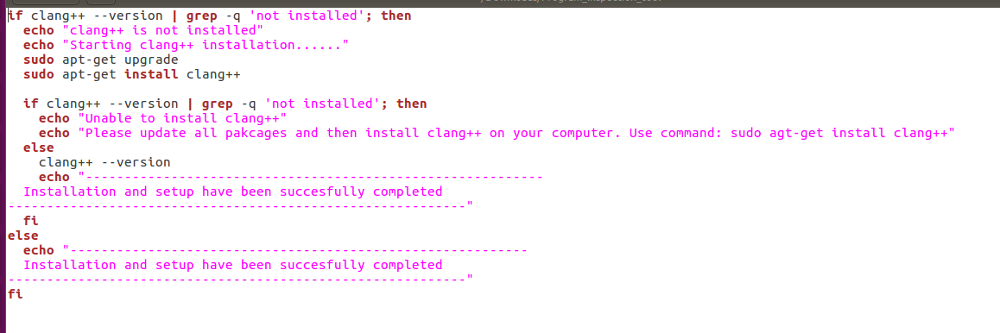 if clang++ --version | grep -q 'not installed'; then
  echo "clang++ is not installed"
  echo "Starting clang++ installation......"
  sudo apt-get upgrade
  sudo apt-get install clang++

  if clang++ --version | grep -q 'not installed'; then
    echo "Unable to install clang++"
    echo "Please update all pakcages and then install clang++ on your computer. Use command: sudo agt-get install clang++"
  else
    clang++ --version
    echo "-----------------------------------------------------------
  Installation and setup have been succesfully completed
-----------------------------------------------------------"
  fi
else
  echo "-----------------------------------------------------------
  Installation and setup have been succesfully completed
-----------------------------------------------------------"
fi